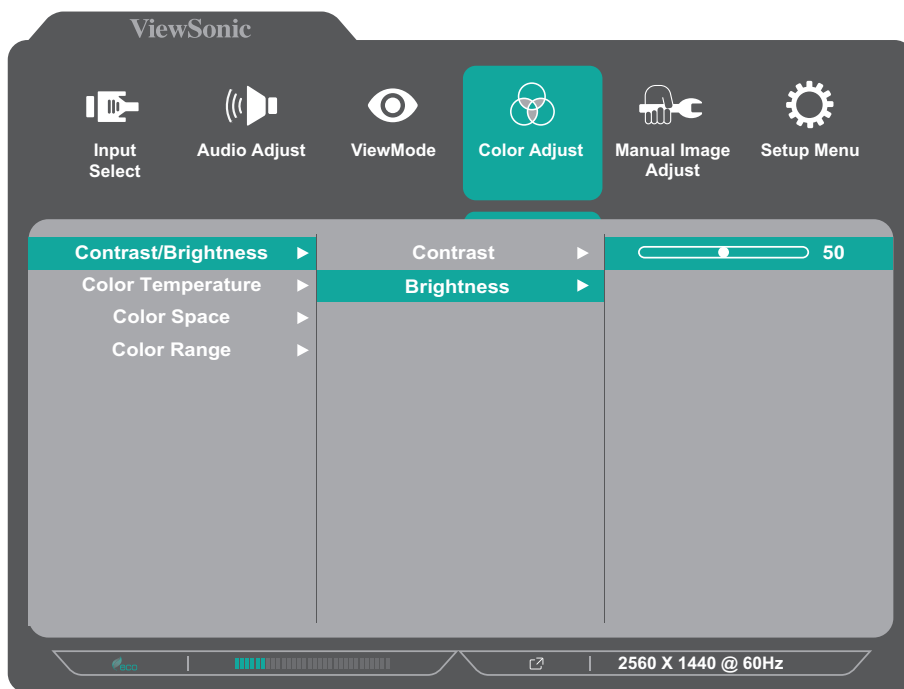 ViewSonic
Input
Select
Audio Adjust
ViewMode
Color Adjust
Manual Image
Adjust
Setup Menu
Contrast/Brightness
Contrast
50
Color Temperature
Brightness
Color Space
Color Range
eco
2560 X 1440 @ 60Hz